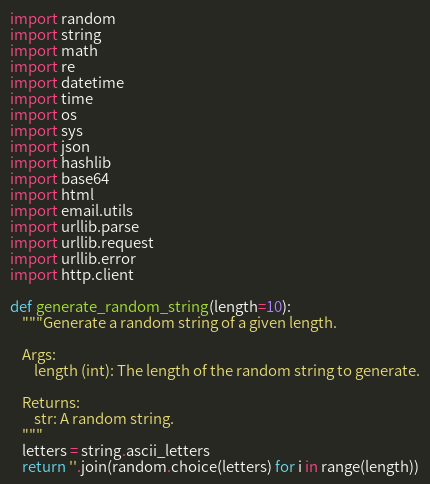 import random
import string
import math
import re
import datetime
import time
import os
import sys
import json
import hashlib
import base64
import html
import email.utils
import urllib.parse
import urllib.request
import urllib.error
import http.client

def generate_random_string(length=10):
    """Generate a random string of a given length.

    Args:
        length (int): The length of the random string to generate.

    Returns:
        str: A random string.
    """
    letters = string.ascii_letters
    return ''.join(random.choice(letters) for i in range(length))